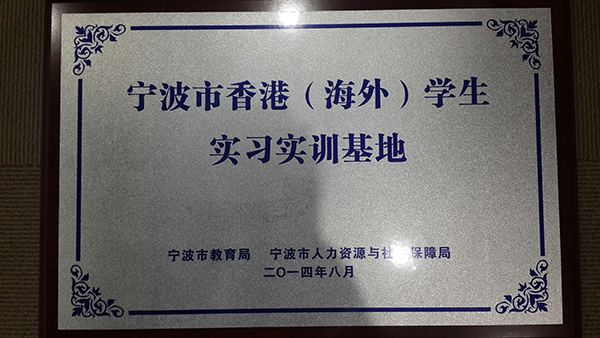 宁波市香港（海外）学生
实习实训基地
宁波市教育局 宁波市人力资源与社会保障局
二〇一四年八月